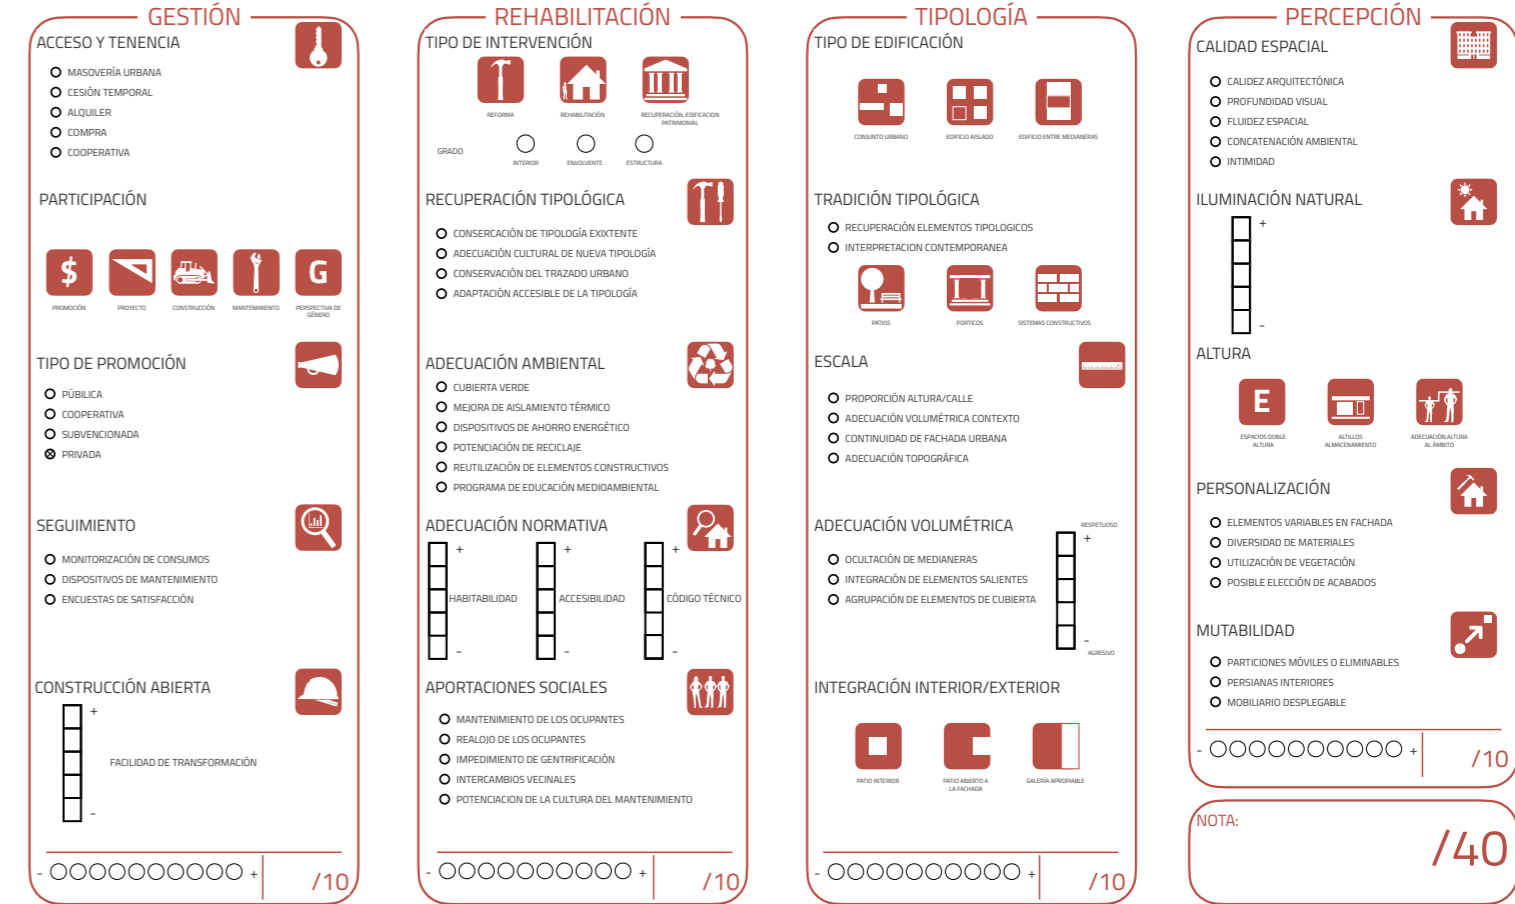 GESTIÓN
ACCESO Y TENENCIA
MASOVERÍA URBANA
CESIÓN TEMPORAL
ALQUILER
COMPRA
COOPERATIVA
PARTICIPACIÓN
$ G
PROMOCIÓN PROYECTO CONSTRUCCIÓN MANTENIMIENTO PERSPECTIVA DE
GÉNERO
TIPO DE PROMOCIÓN
PÚBILICA
COOPERATIVA
SUBVENCIONADA
PRIVADA
SEGUIMIENTO
MONITORIZACIÓN DE CONSUMOS
DISPOSITIVOS DE MANTENIMIENTO
ENCUESTAS DE SATISFACCIÓN
CONSTRUCCIÓN ABIERTA
+
FACILIDAD DE TRANSFORMACIÓN
-
- + /10
REHABILITACIÓN
TIPO DE INTERVENCIÓN
REFORMA REHABILITACIÓN RECUPERACIÓN, EDIFICACION
PATRIMONIAL
GRADO
INTERIOR ENVOLVENTE ESTRUCTURA
RECUPERACIÓN TIPOLÓGICA
CONSERCACIÓN DE TIPOLOGÍA EXIXTENTE
ADECUACIÓN CULTURAL DE NUEVA TIPOLOGÍA
CONSERVACIÓN DEL TRAZADO URBANO
ADAPTACIÓN ACCESIBLE DE LA TIPOLOGÍA
ADECUACIÓN AMBIENTAL
CUBIERTA VERDE
MEJORA DE AISLAMIENTO TÉRMICO
DISPOSITIVOS DE AHORRO ENERGÉTICO
POTENCIACIÓN DE RECICLAJE
REUTILIZACIÓN DE ELEMENTOS CONSTRUCTIVOS
PROGRAMA DE EDUCACIÓN MEDIOAMBIENTAL
ADECUACIÓN NORMATIVA
+ + +
HABITABILIDAD ACCESIBILIDAD CÓDIGO TÉCNICO
- - -
APORTACIONES SOCIALES
MANTENIMIENTO DE LOS OCUPANTES
REALOJO DE LOS OCUPANTES
IMPEDIMENTO DE GENTRIFICACIÓN
INTERCAMBIOS VECINALES
POTENCIACION DE LA CULTURA DEL MANTENIMIENTO
- + /10
TIPOLOGÍA
TIPO DE EDIFICACIÓN
CONJUNTO URBANO EDIFICIO AISLADO EDIFICIO ENTRE MEDIANERAS
TRADICIÓN TIPOLÓGICA
RECUPERACIÓN ELEMENTOS TIPOLOGICOS
INTERPRETACION CONTEMPORANEA
PATIOS PORTICOS SISTEMAS CONSTRUCTIVOS
ESCALA
PROPORCIÓN ALTURA/CALLE
ADECUACIÓN VOLUMÉTRICA CONTEXTO
CONTINUIDAD DE FACHADA URBANA
ADECUACIÓN TOPOGRÁFICA
ADECUACIÓN VOLUMÉTRICA
RESPETUOSO
+
OCULTACIÓN DE MEDIANERAS
INTEGRACIÓN DE ELEMENTOS SALIENTES
AGRUPACIÓN DE ELEMENTOS DE CUBIERTA
-
AGRESIVO
INTEGRACIÓN INTERIOR/EXTERIOR
PATIO INTERIOR PATIO ABIERTO A GALERÍA APROPIABLE
LA FACHADA
- + /10
PERCEPCIÓN
CALIDAD ESPACIAL
CALIDEZ ARQUITECTÓNICA
PROFUNDIDAD VISUAL
FLUIDEZ ESPACIAL
CONCATENACIÓN AMBIENTAL
INTIMIDAD
ILUMINACIÓN NATURAL
+
-
ALTURA
E
ESPACIOS DOBLE ALTILLOS ADECUACIÓN ALTURA
ALTURA ALMACENAMIENTO AL ÁMBITO
PERSONALIZACIÓN
ELEMENTOS VARIABLES EN FACHADA
DIVERSIDAD DE MATERIALES
UTILIZACIÓN DE VEGETACIÓN
POSIBLE ELECCIÓN DE ACABADOS
MUTABILIDAD
PARTICIONES MÓVILES O ELIMINABLES
PERSIANAS INTERIORES
MOBILIARIO DESPLEGABLE
- + /10
NOTA:
/40